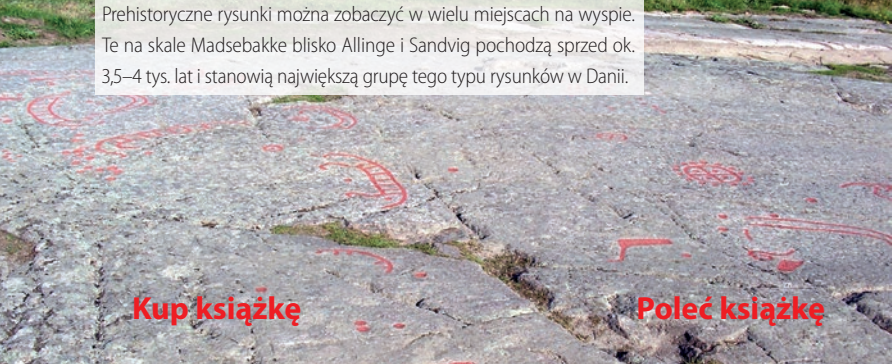 Prehistoryczne rysunki można zobaczyć w wielu miejscach na wyspie.
Te na skale Madsebakke blisko Allinge i Sandvig pochodzą sprzed ok.
3,5–4 tys. lat i stanowią największą grupę tego typu rysunków w Danii.
Kup książkę
Poleć książkę